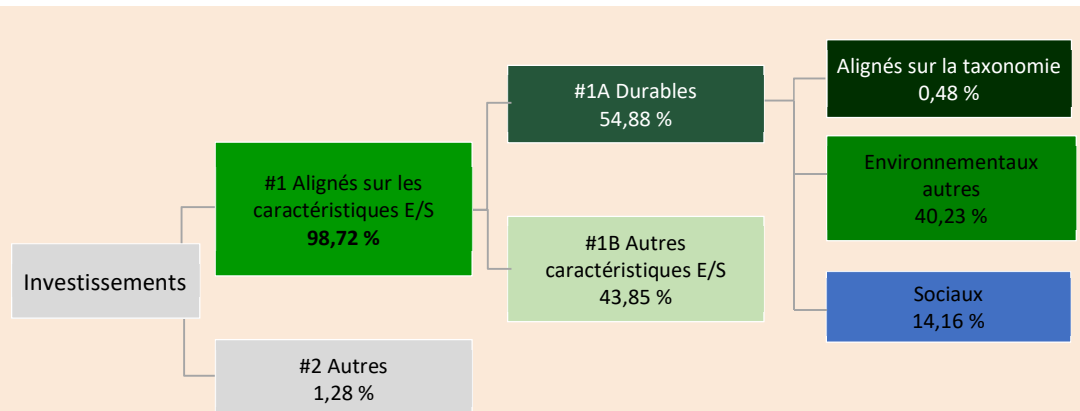 Investissements
#1 Alignés sur les
caractéristiques E/S
98,72 %
#2 Autres
1,28 %
#1A Durables
54,88 %
#1B Autres
caractéristiques E/S
43,85 %
Alignés sur la taxonomie
0,48 %
Environnementaux
autres
40,23 %
Sociaux
14,16 %